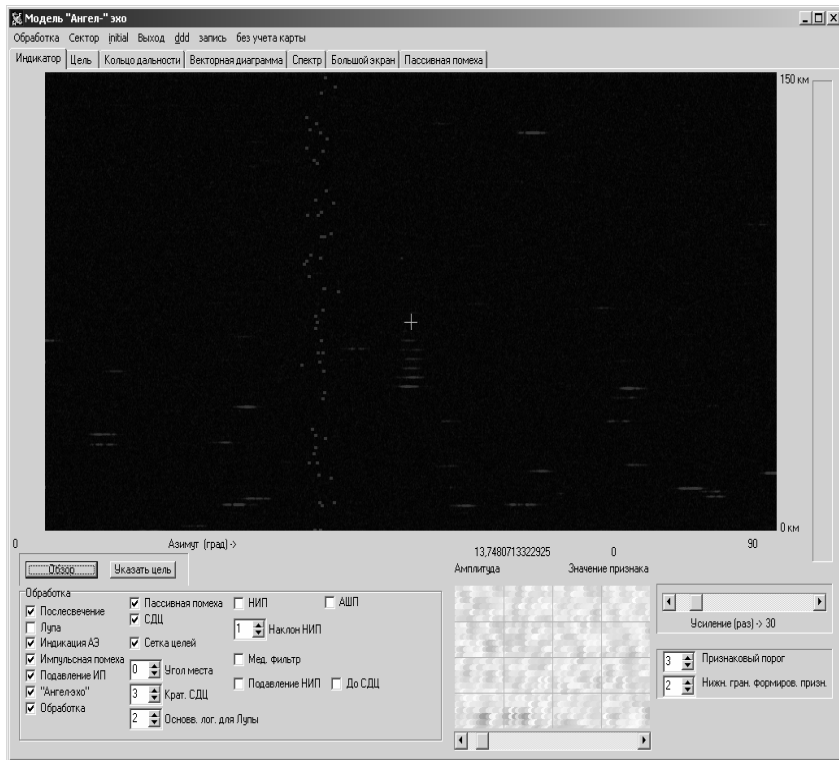 Модель "Ангел-" эхо
Обработка Сектор initial Выход ddd запись без учета карты
Индикатор Цель Кольцо дальности Векторная диаграмма Спектр Большой экран Пассивная помеха
150 км
0 км
0 Азимут (град) -> 90
13,7480713322925 0
Амплитуда Значение признака
Обзор Указать цель
Обработка
Послесвечение
Лупа
Индикация АЗ
Импульсная помеха
Подавление ИП
"Ангел-эхо"
Обработка
Пассивная помеха
СДЦ
Сетка целей
0 Угол места
3 Крат. СДЦ
2 Основв. лог. для Лупы
НИП
1 Наклон НИП
Мед. фильтр
Подавление НИП
АШП
До СДЦ
Усиление (раз) -> 30
3 Признаковый порог
2 Нижн. гран. формиров. призн.